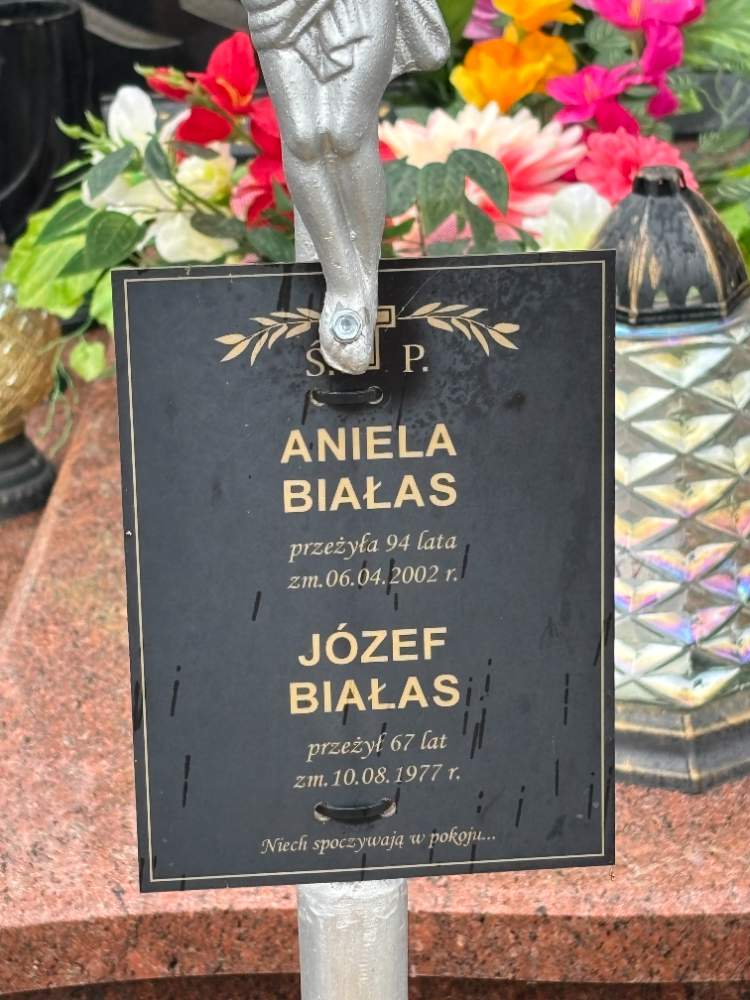 Ś. P.
ANIELA
BIAŁAS
przeżyła 94 lata
zm.06.04.2002 r.
JÓZEF
BIAŁAS
przeżył 67 lat
zm.10.08.1977 r.
Niech spoczywają w pokoju...